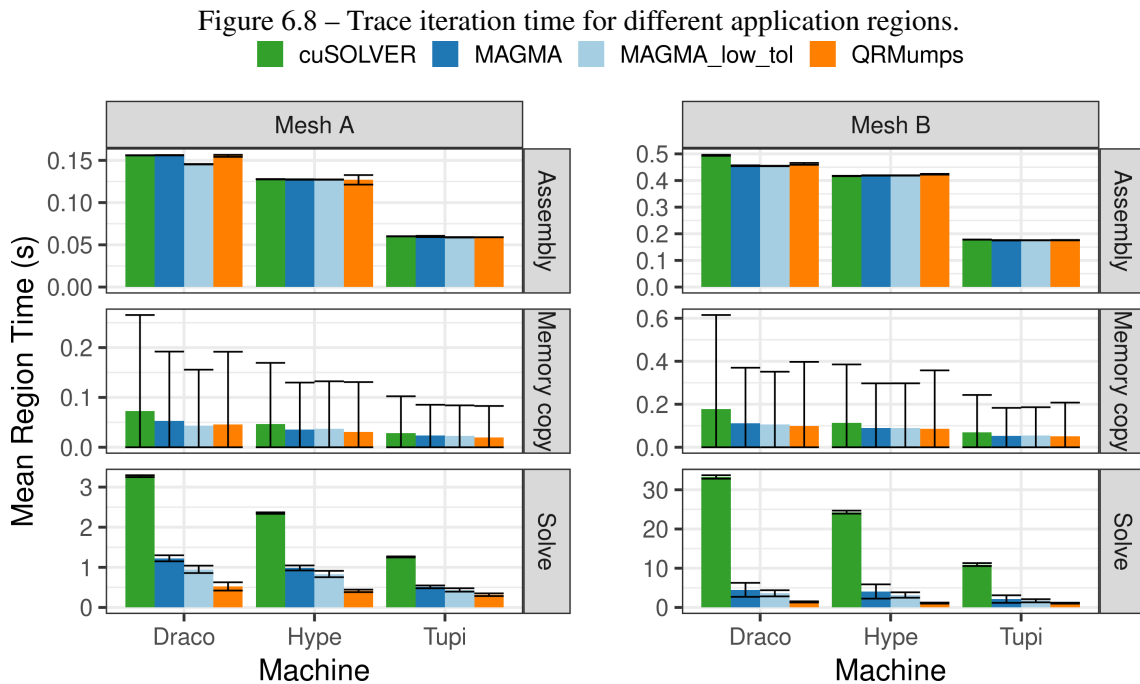 Figure 6.8 – Trace iteration time for different application regions.
cuSOLVER MAGMA MAGMA_low_tol QRMumps
Mean Region Time (s)
Mesh A
0.15
0.10
0.05
0.00
Assembly
0.2
0.1
0.0
Memory copy
3
2
1
0
Solve
Draco Hype Tupi
Machine
Mesh B
0.5
0.4
0.3
0.2
0.1
0.0
Assembly
0.6
0.4
0.2
0.0
Memory copy
30
20
10
0
Solve
Draco Hype Tupi
Machine